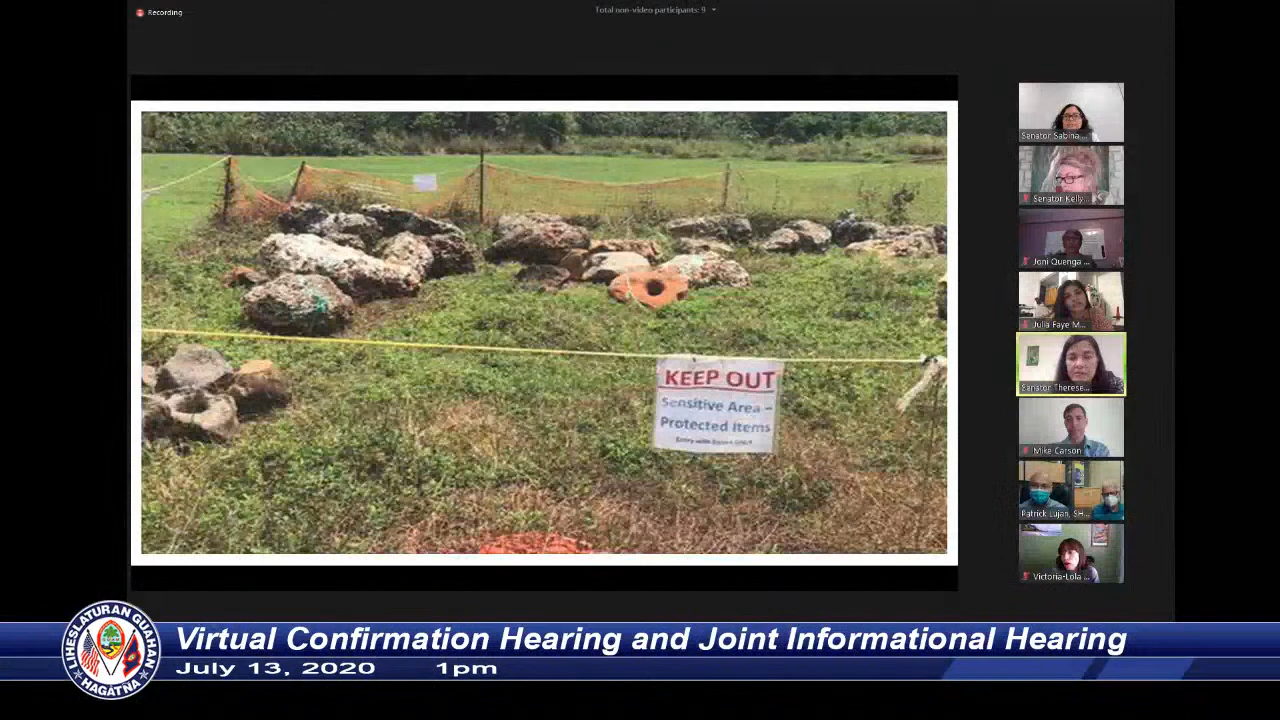 Recording
Total non-video participants: 9
KEEP OUT
Sensitive Area –
Protected Items
Senator Sabina ...
Senator Kelly ...
Joni Quenga ...
Julia Faye M...
Senator Therese...
Mike Carson
Patrick Lujan, SH...
Victoria-Lola ...
LIHESLATURAN GUÅHAN
HAGÅTÑA
Virtual Confirmation Hearing and Joint Informational Hearing
July 13, 2020 1pm